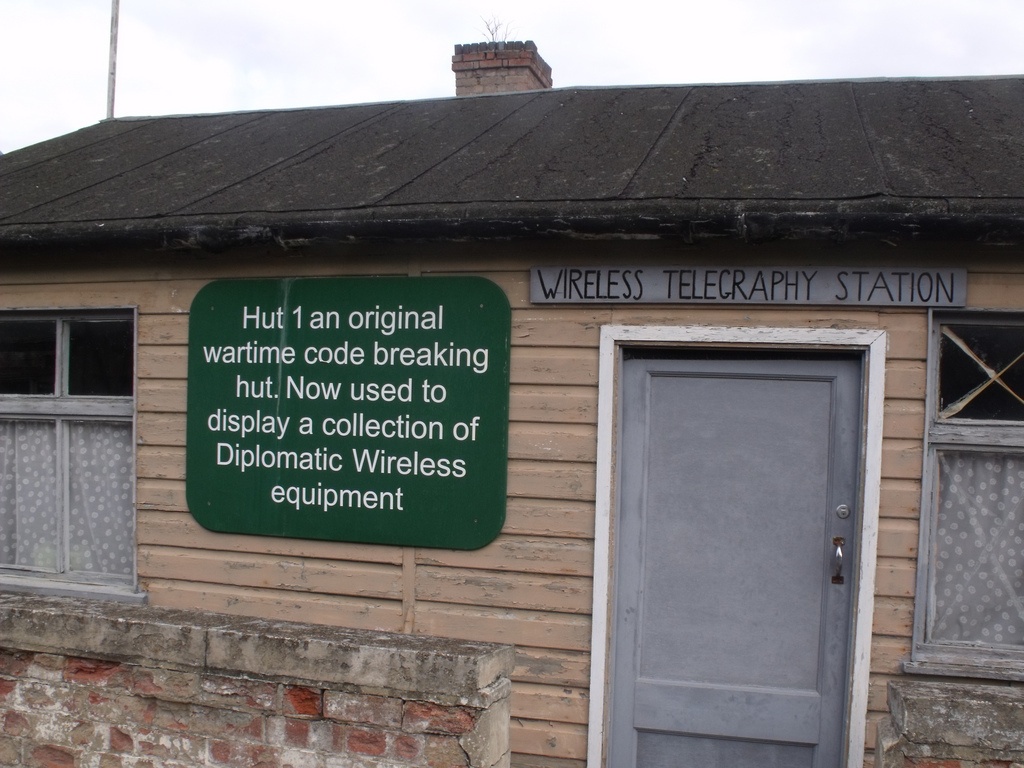 WIRELESS TELEGRAPHY STATION
Hut 1 an original
wartime code breaking
hut. Now used to
display a collection of
Diplomatic Wireless
equipment